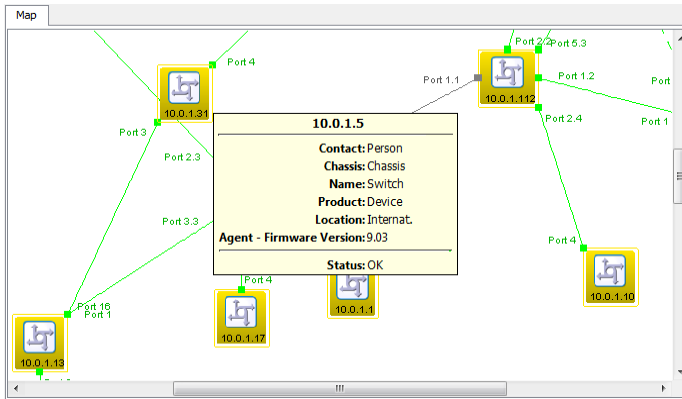 Map
Port 2.2
Port 5.3
Port 4
10.0.1.31
Port 1.1
10.0.1.112
Port 1.2
Port
Port 3
Port 2.4
Port 1
Port 2.3
Port 3.3
10.0.1.5
Contact: Person
Chassis: Chassis
Name: Switch
Product: Device
Location: Internat.
Agent - Firmware Version: 9.03
Status: OK
Port 4
Port 4
10.0.1.10
Port 16
Port 1
10.0.1.17
10.0.1.1
10.0.1.13